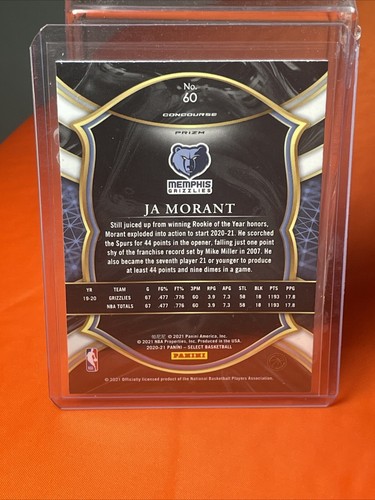 No.
60
CONCOURSE
PRIZM
MEMPHIS
GRIZZLIES
JA MORANT
Still juiced up from winning Rookie of the Year honors,
Morant exploded into action to start 2020-21. He scorched
the Spurs for 44 points in the opener, falling just one point
shy of the franchise record set by Mike Miller in 2007. He
also became the seventh player 21 or younger to produce
at least 44 points and nine dimes in a game.
YR TEAM G FG% FT% 3PM RPG APG STL BLK PTS PPG
19-20 GRIZZLIES 67 .477 .776 60 3.9 7.3 59 18 1193 17.8
NBA TOTALS 67 .477 .776 60 3.9 7.3 59 18 1193 17.8
© 2021 Panini America, Inc.
© 2021 NBA Properties, Inc. Produced in the USA.
2020-21 PANINI – SELECT BASKETBALL
PANINI
NBA
© 2021 Officially licensed product of the National Basketball Players Association.